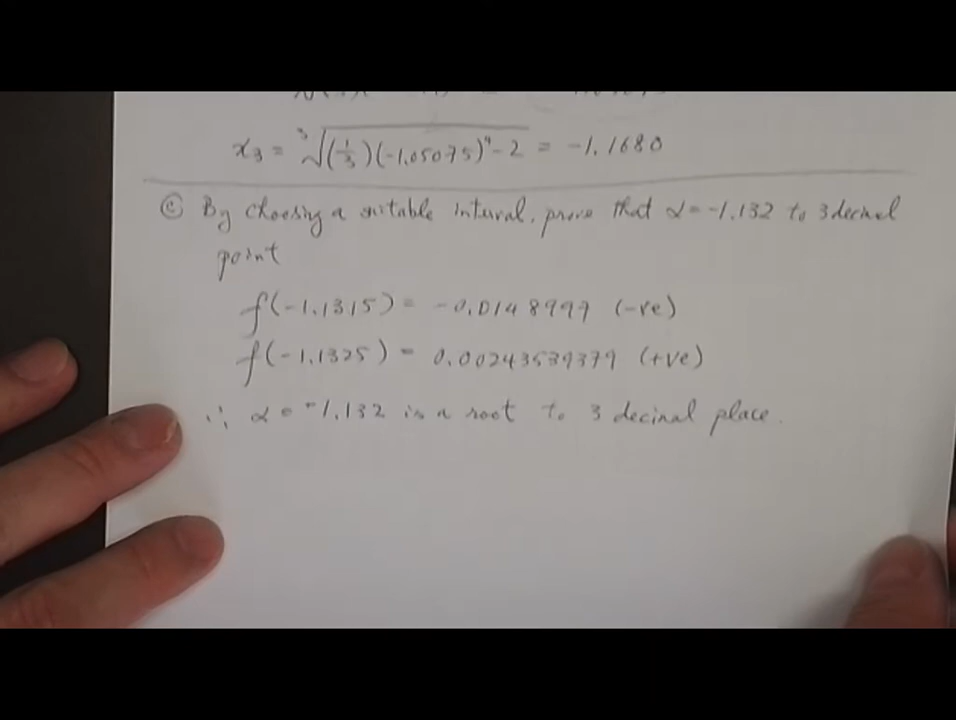 x₃ = ∛((1/3)(-1.05075)⁴ - 2) = -1.1680
© By choosing a suitable interval, prove that α = -1.132 to 3 decimal
point
f(-1.1315) = -0.0148997 (-ve)
f(-1.1325) = 0.00243539379 (+ve)
∴ α = -1.132 is a root to 3 decimal place.